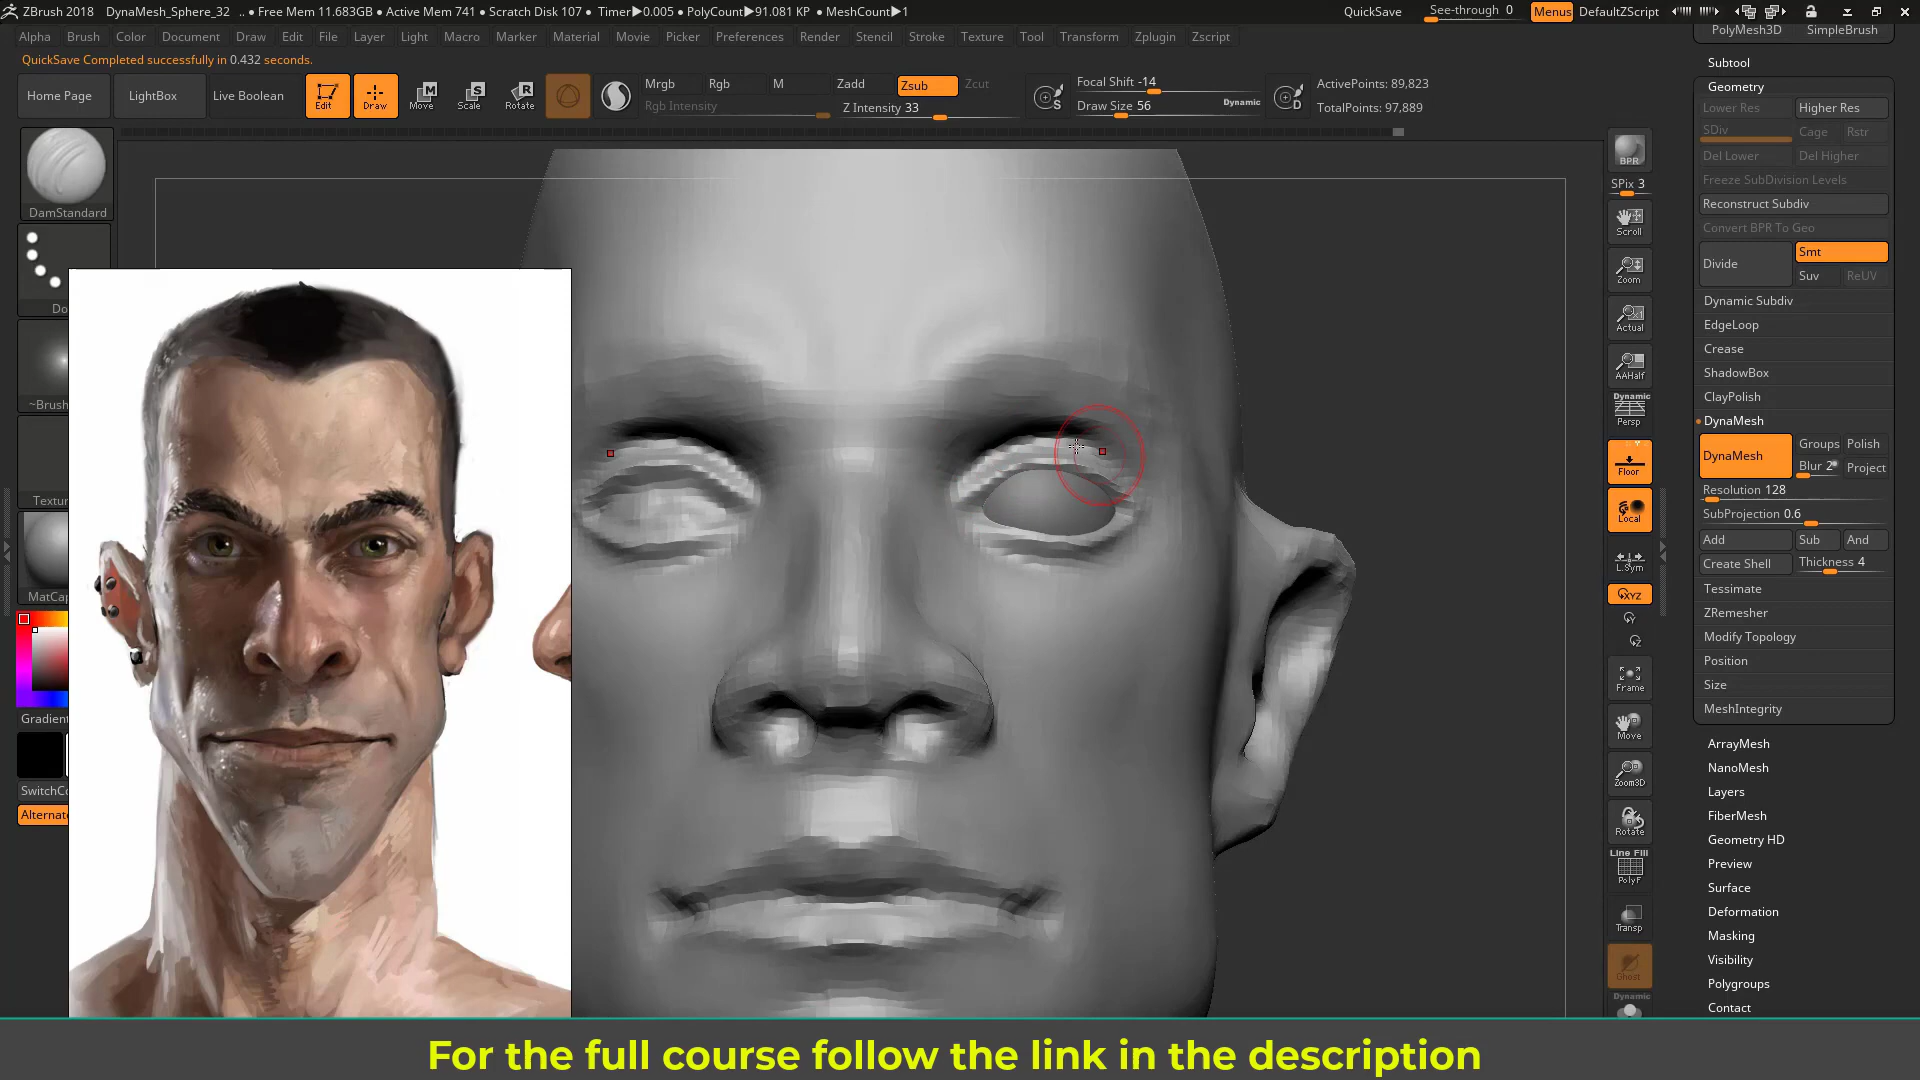 ZBrush 2018 DynaMesh_Sphere_32 .. • Free Mem 11.683GB • Active Mem 741 • Scratch Disk 107 • Timer▶0.005 • PolyCount▶91.081 KP • MeshCount▶1 QuickSave See-through 0 Menus DefaultZScript
Alpha Brush Color Document Draw Edit File Layer Light Macro Marker Material Movie Picker Preferences Render Stencil Stroke Texture Tool Transform Zplugin Zscript
QuickSave Completed successfully in 0.432 seconds.
Home Page LightBox Live Boolean Edit Draw Move Scale Rotate
Mrgb Rgb M Zadd Zsub Zcut
Rgb Intensity Z Intensity 33
Focal Shift -14
Draw Size 56 Dynamic
S D
ActivePoints: 89,823
TotalPoints: 97,889
DamStandard
Do
~Brush
Textur
MatCap
Gradient
SwitchCo
Alternate
BPR
SPix 3
Scroll
Zoom
Actual
AAHalf
Dynamic
Persp
Floor
Local
L.Sym
XYZ
Frame
Move
Zoom3D
Rotate
Line Fill
PolyF
Transp
Ghost
Dynamic
PolyMesh3D SimpleBrush
Subtool
Geometry
Lower Res Higher Res
SDiv Cage Rstr
Del Lower Del Higher
Freeze SubDivision Levels
Reconstruct Subdiv
Convert BPR To Geo
Divide Smt
Suv ReUV
Dynamic Subdiv
EdgeLoop
Crease
ShadowBox
ClayPolish
DynaMesh
DynaMesh Groups Polish
Blur 2 Project
Resolution 128
SubProjection 0.6
Add Sub And
Create Shell Thickness 4
Tessimate
ZRemesher
Modify Topology
Position
Size
MeshIntegrity
ArrayMesh
NanoMesh
Layers
FiberMesh
Geometry HD
Preview
Surface
Deformation
Masking
Visibility
Polygroups
Contact
For the full course follow the link in the description